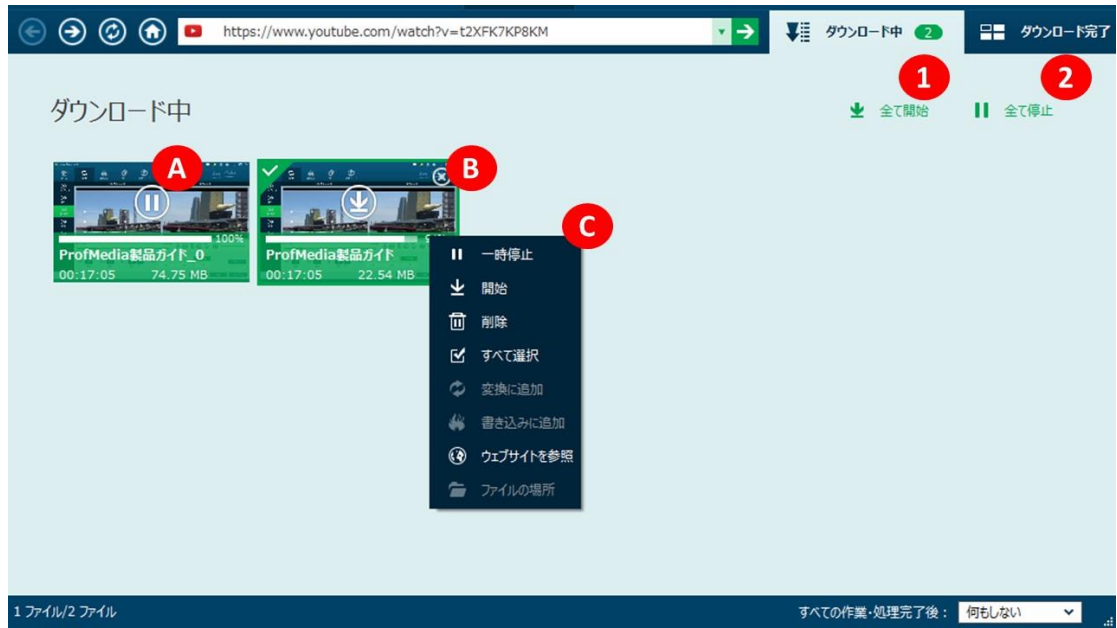 https://www.youtube.com/watch?v=t2XFK7KP8KM
ダウンロード中 2
ダウンロード完了
1
2
ダウンロード中
全て開始
全て停止
A
B
C
100%
ProfMedia製品ガイド_0
00:17:05 74.75 MB
ProfMedia製品ガイド
00:17:05 22.54 MB
一時停止
開始
削除
すべて選択
変換に追加
書き込みに追加
ウェブサイトを参照
ファイルの場所
1 ファイル/2 ファイル
すべての作業・処理完了後：
何もしない